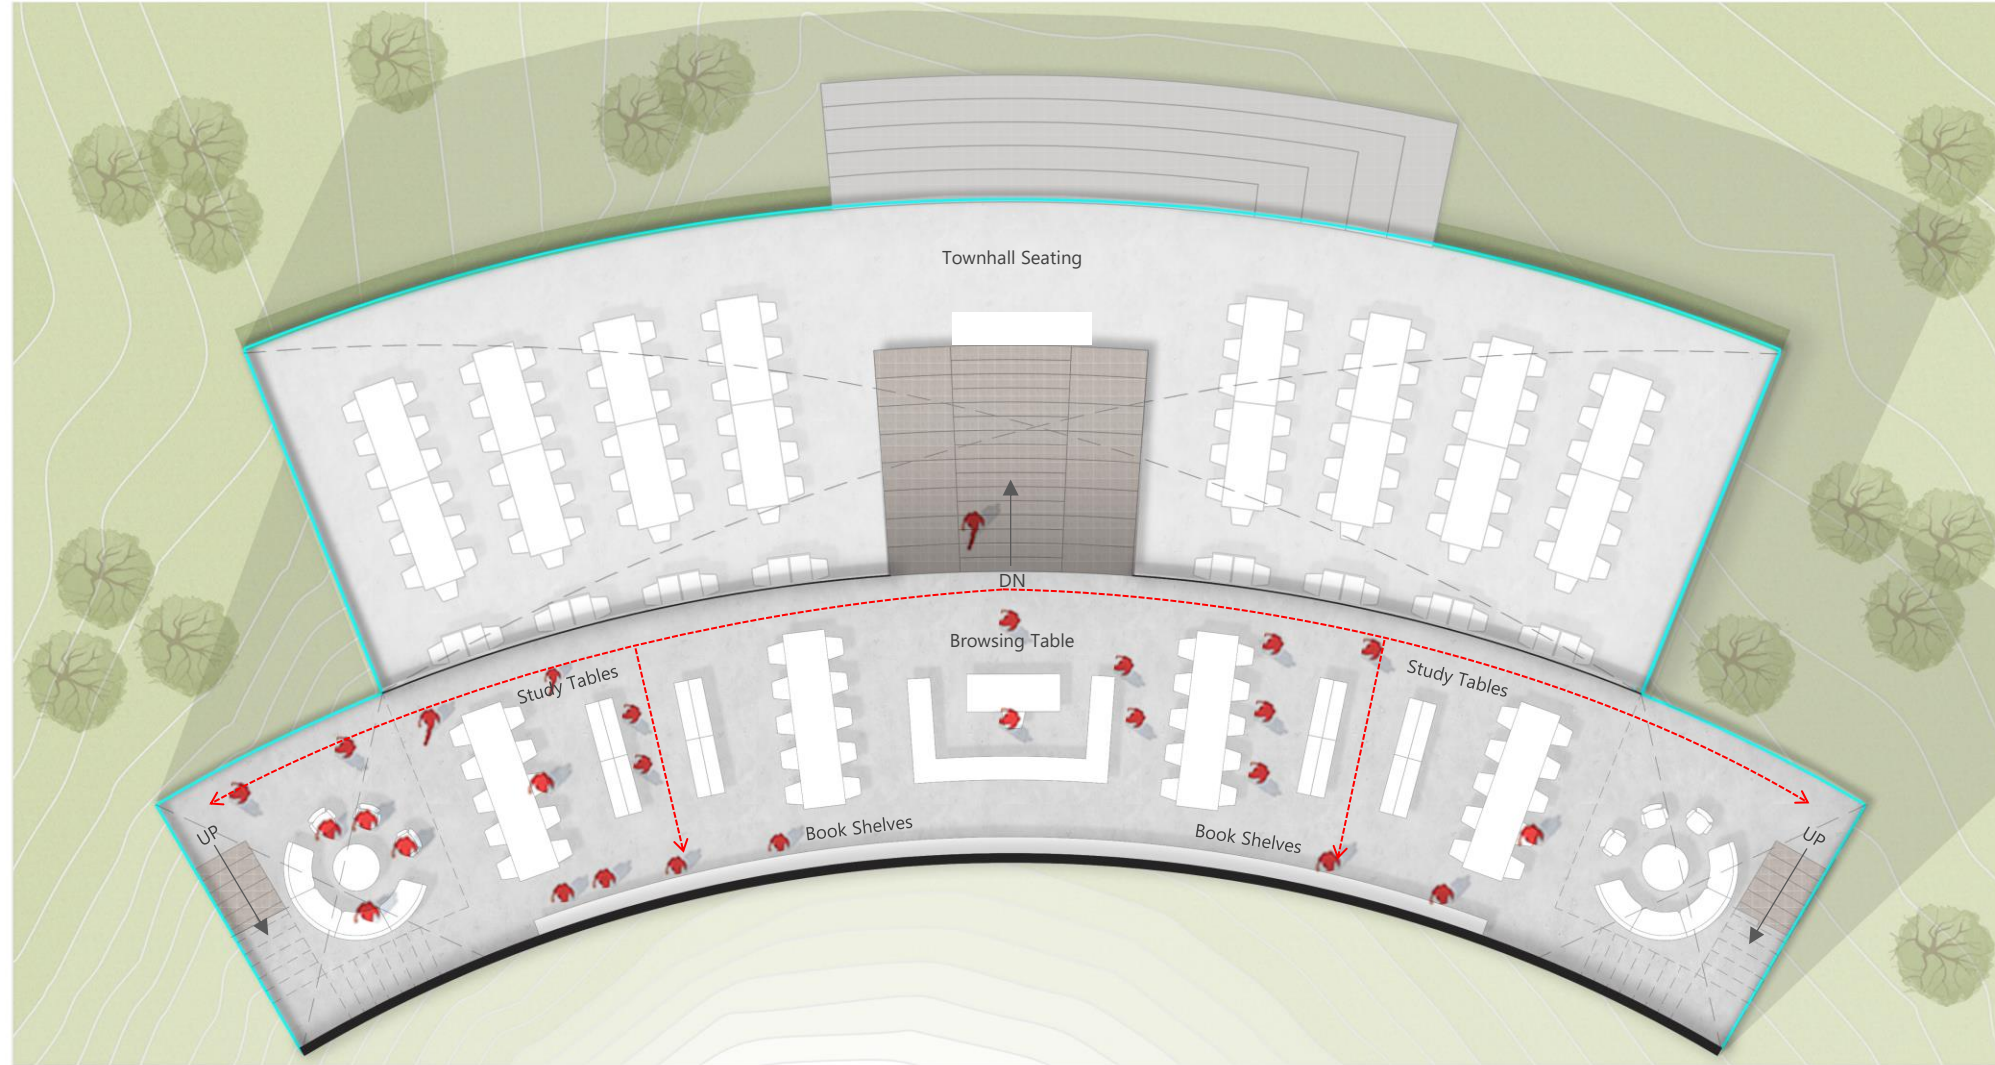 Townhall Seating
DN
Browsing Table
Study Tables
Study Tables
Book Shelves
Book Shelves
UP
UP